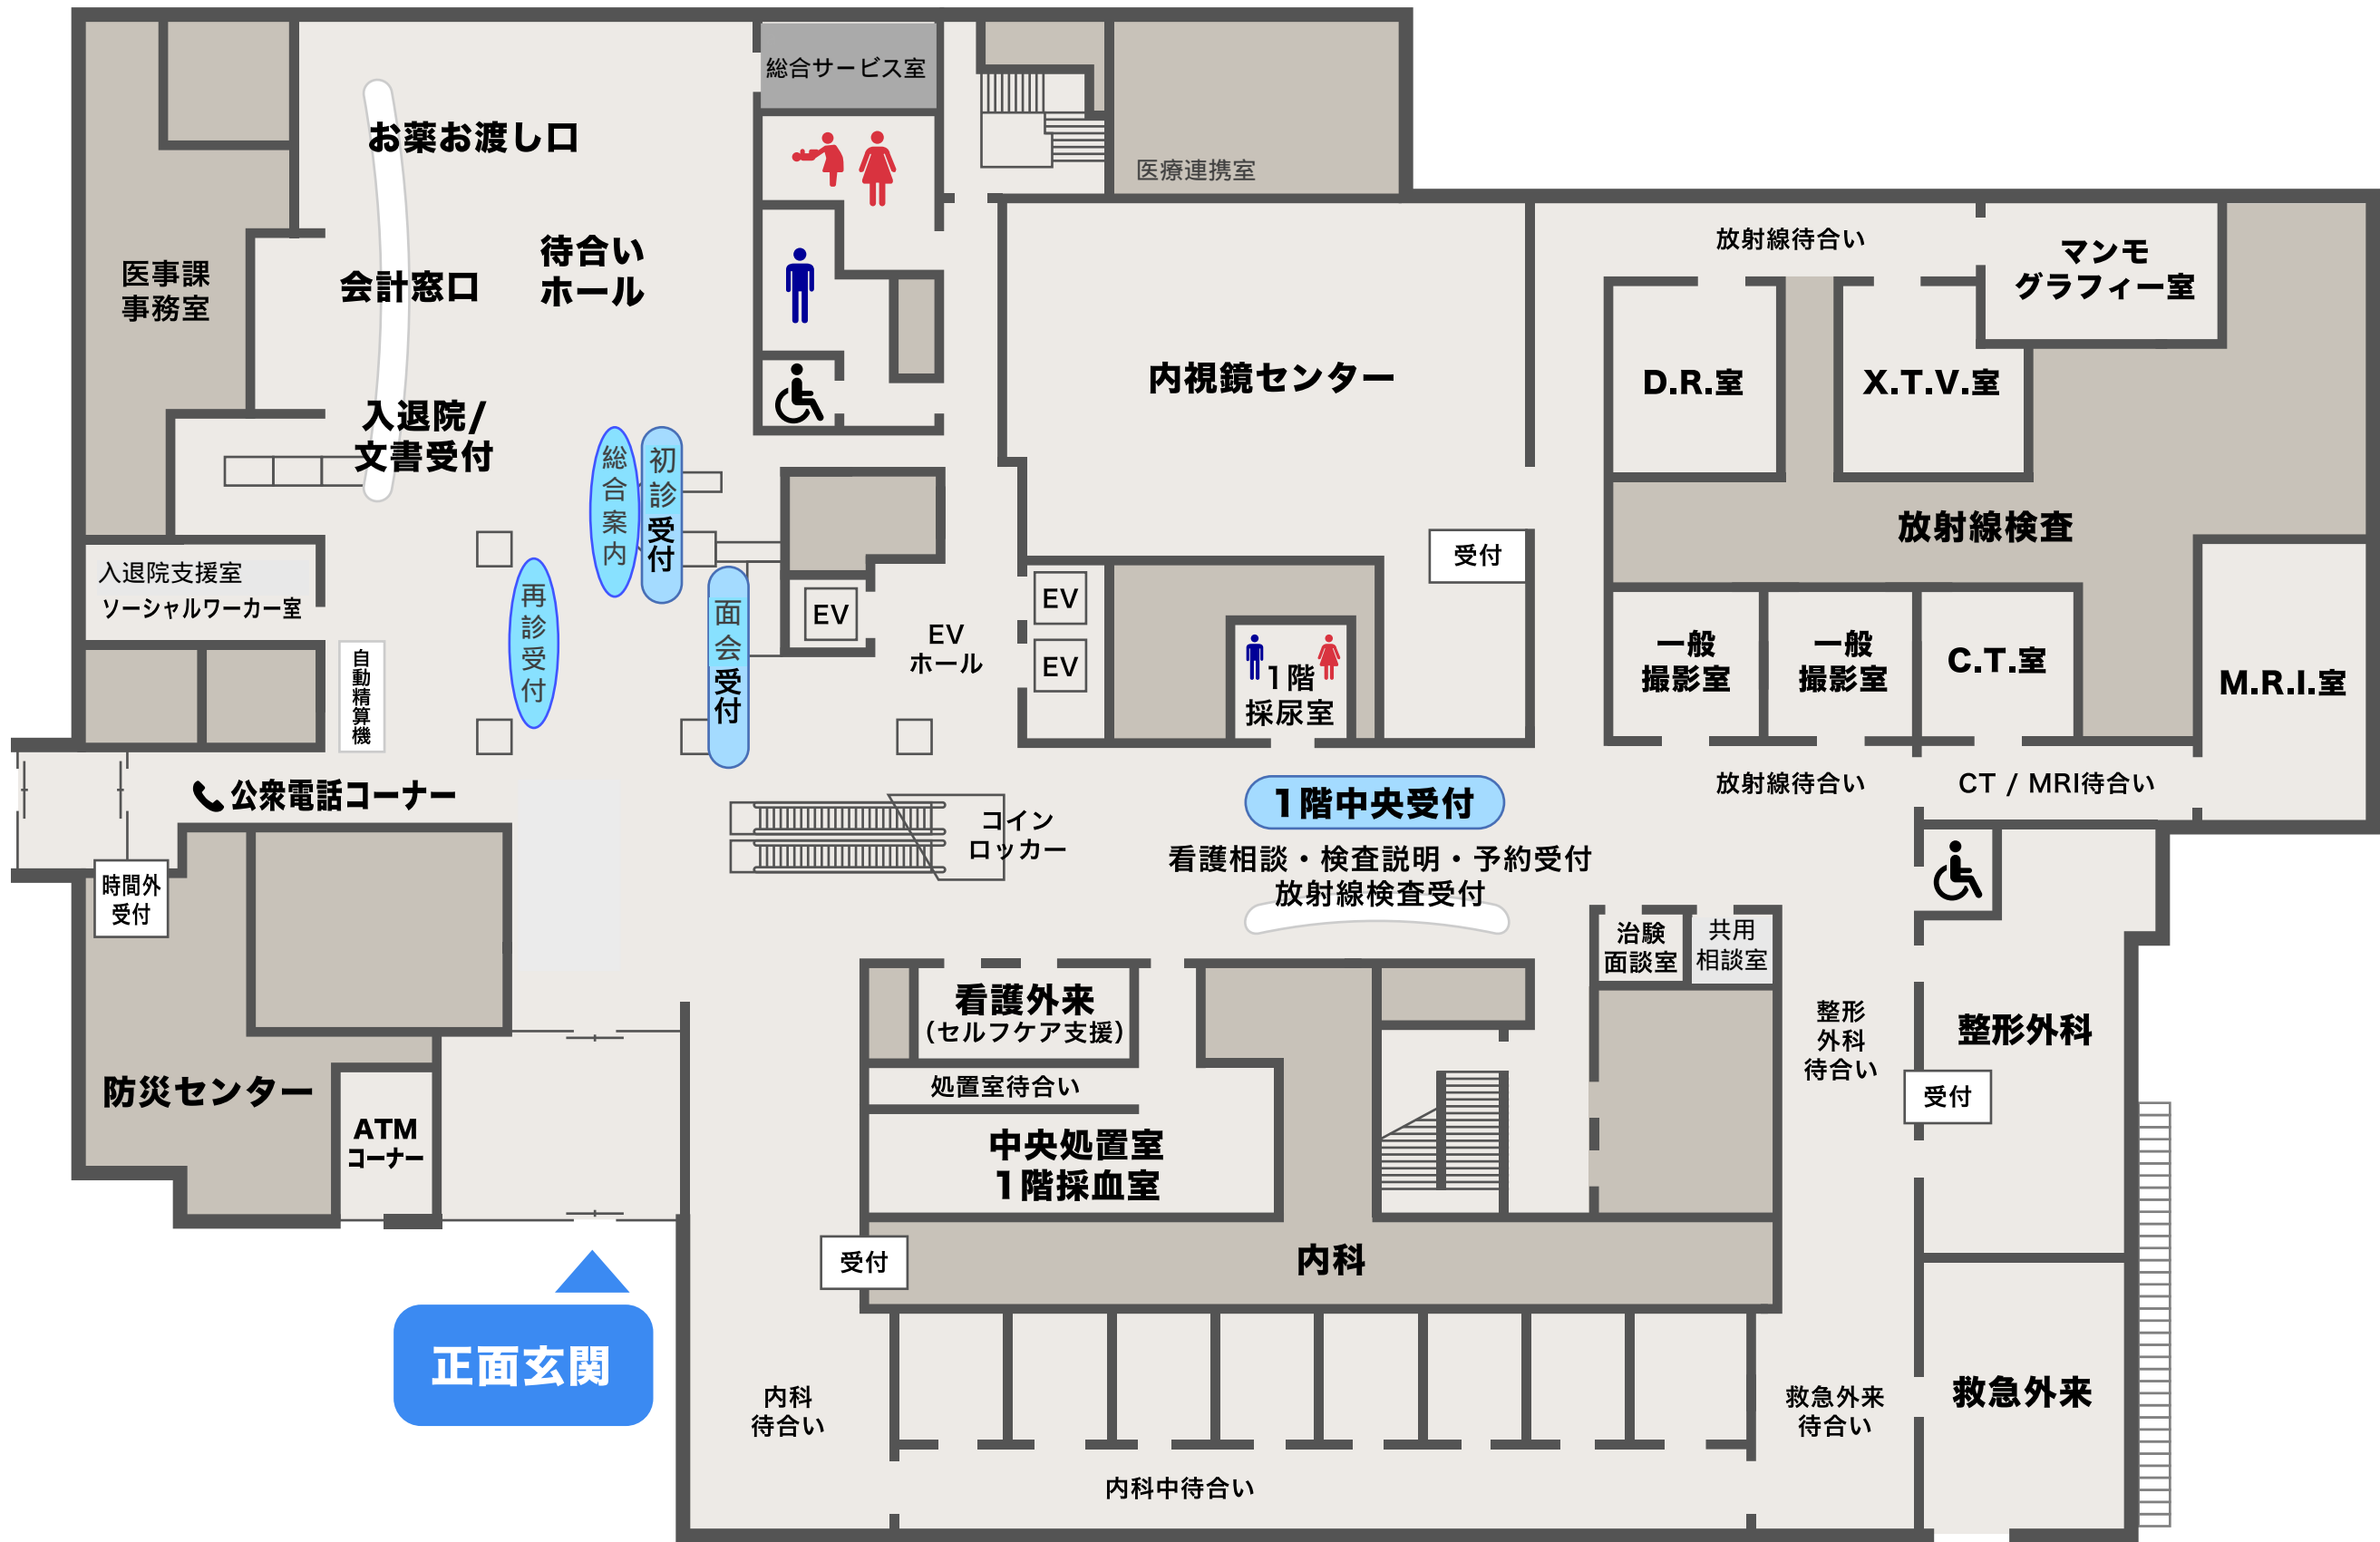 総合サービス室
お薬お渡し口
医療連携室
待合い
ホール
放射線待合い
マンモ
グラフィー室
医事課
事務室
会計窓口
内視鏡センター
D.R.室
X.T.V.室
入退院/
文書受付
総合案内
初診受付
放射線検査
受付
入退院支援室
ソーシャルワーカー室
再診受付
面会受付
EV
EV
EV
EV
ホール
自動精算機
1階
採尿室
一般
撮影室
一般
撮影室
C.T.室
M.R.I.室
公衆電話コーナー
コイン
ロッカー
1階中央受付
放射線待合い
CT / MRI待合い
看護相談・検査説明・予約受付
放射線検査受付
時間外
受付
治験
面談室
共用
相談室
看護外来
(セルフケア支援)
整形
外科
待合い
整形外科
処置室待合い
防災センター
ATM
コーナー
中央処置室
1階採血室
受付
受付
内科
正面玄関
内科
待合い
救急外来
待合い
救急外来
内科中待合い